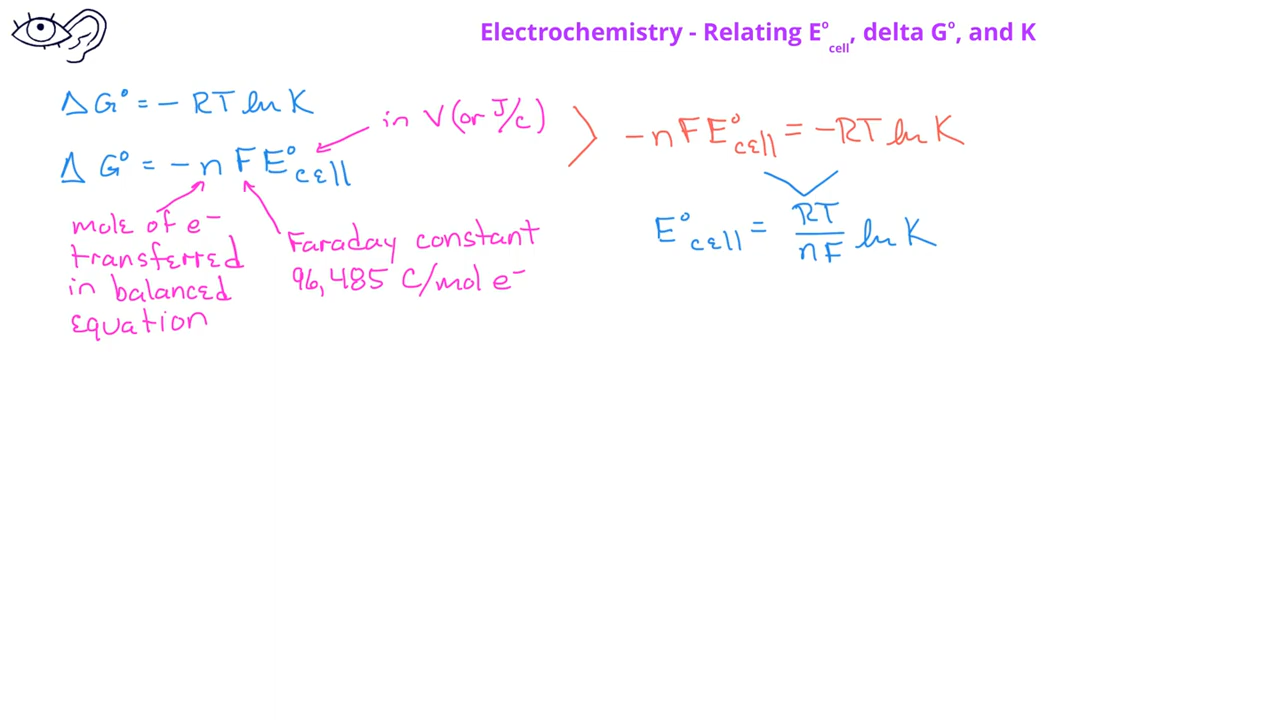 Electrochemistry - Relating E°cell, delta G°, and K
ΔG° = - RT ln K
in V (or J/C)
ΔG° = - n F E°cell
mole of e⁻
transferred
in balanced
equation
Faraday constant
96,485 C/mol e⁻
-nFE°cell = -RT ln K
E°cell = RT/nF ln K